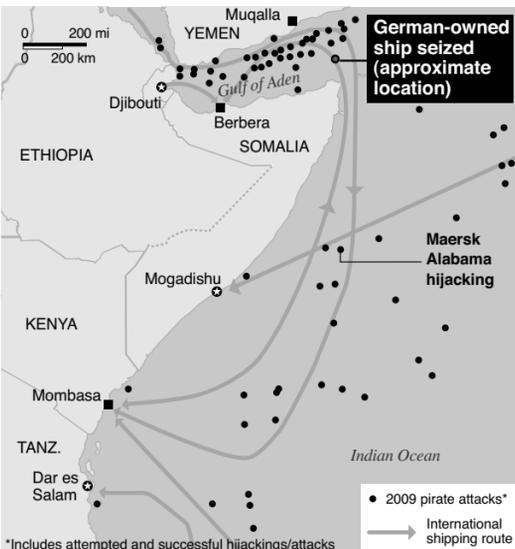 0 200 mi
0 200 km
Muqalla
YEMEN
German-owned
ship seized
(approximate
location)
Gulf of Aden
Djibouti
Berbera
ETHIOPIA
SOMALIA
Maersk
Alabama
hijacking
Mogadishu
KENYA
Mombasa
TANZ.
Indian Ocean
Dar es
Salam
2009 pirate attacks*
International
shipping route
*Includes attempted and successful hijackings/attacks